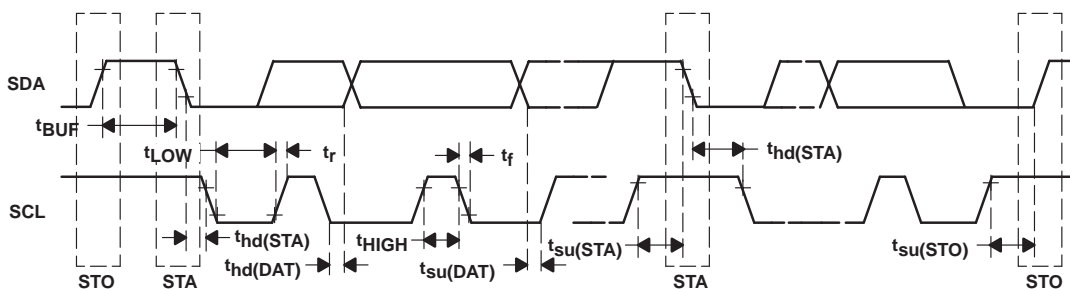 SDA
tBUF
tLOW
tr
tf
thd(STA)
SCL
thd(STA)
tHIGH
tsu(STA)
tsu(STO)
thd(DAT)
tsu(DAT)
STO
STA
STA
STO